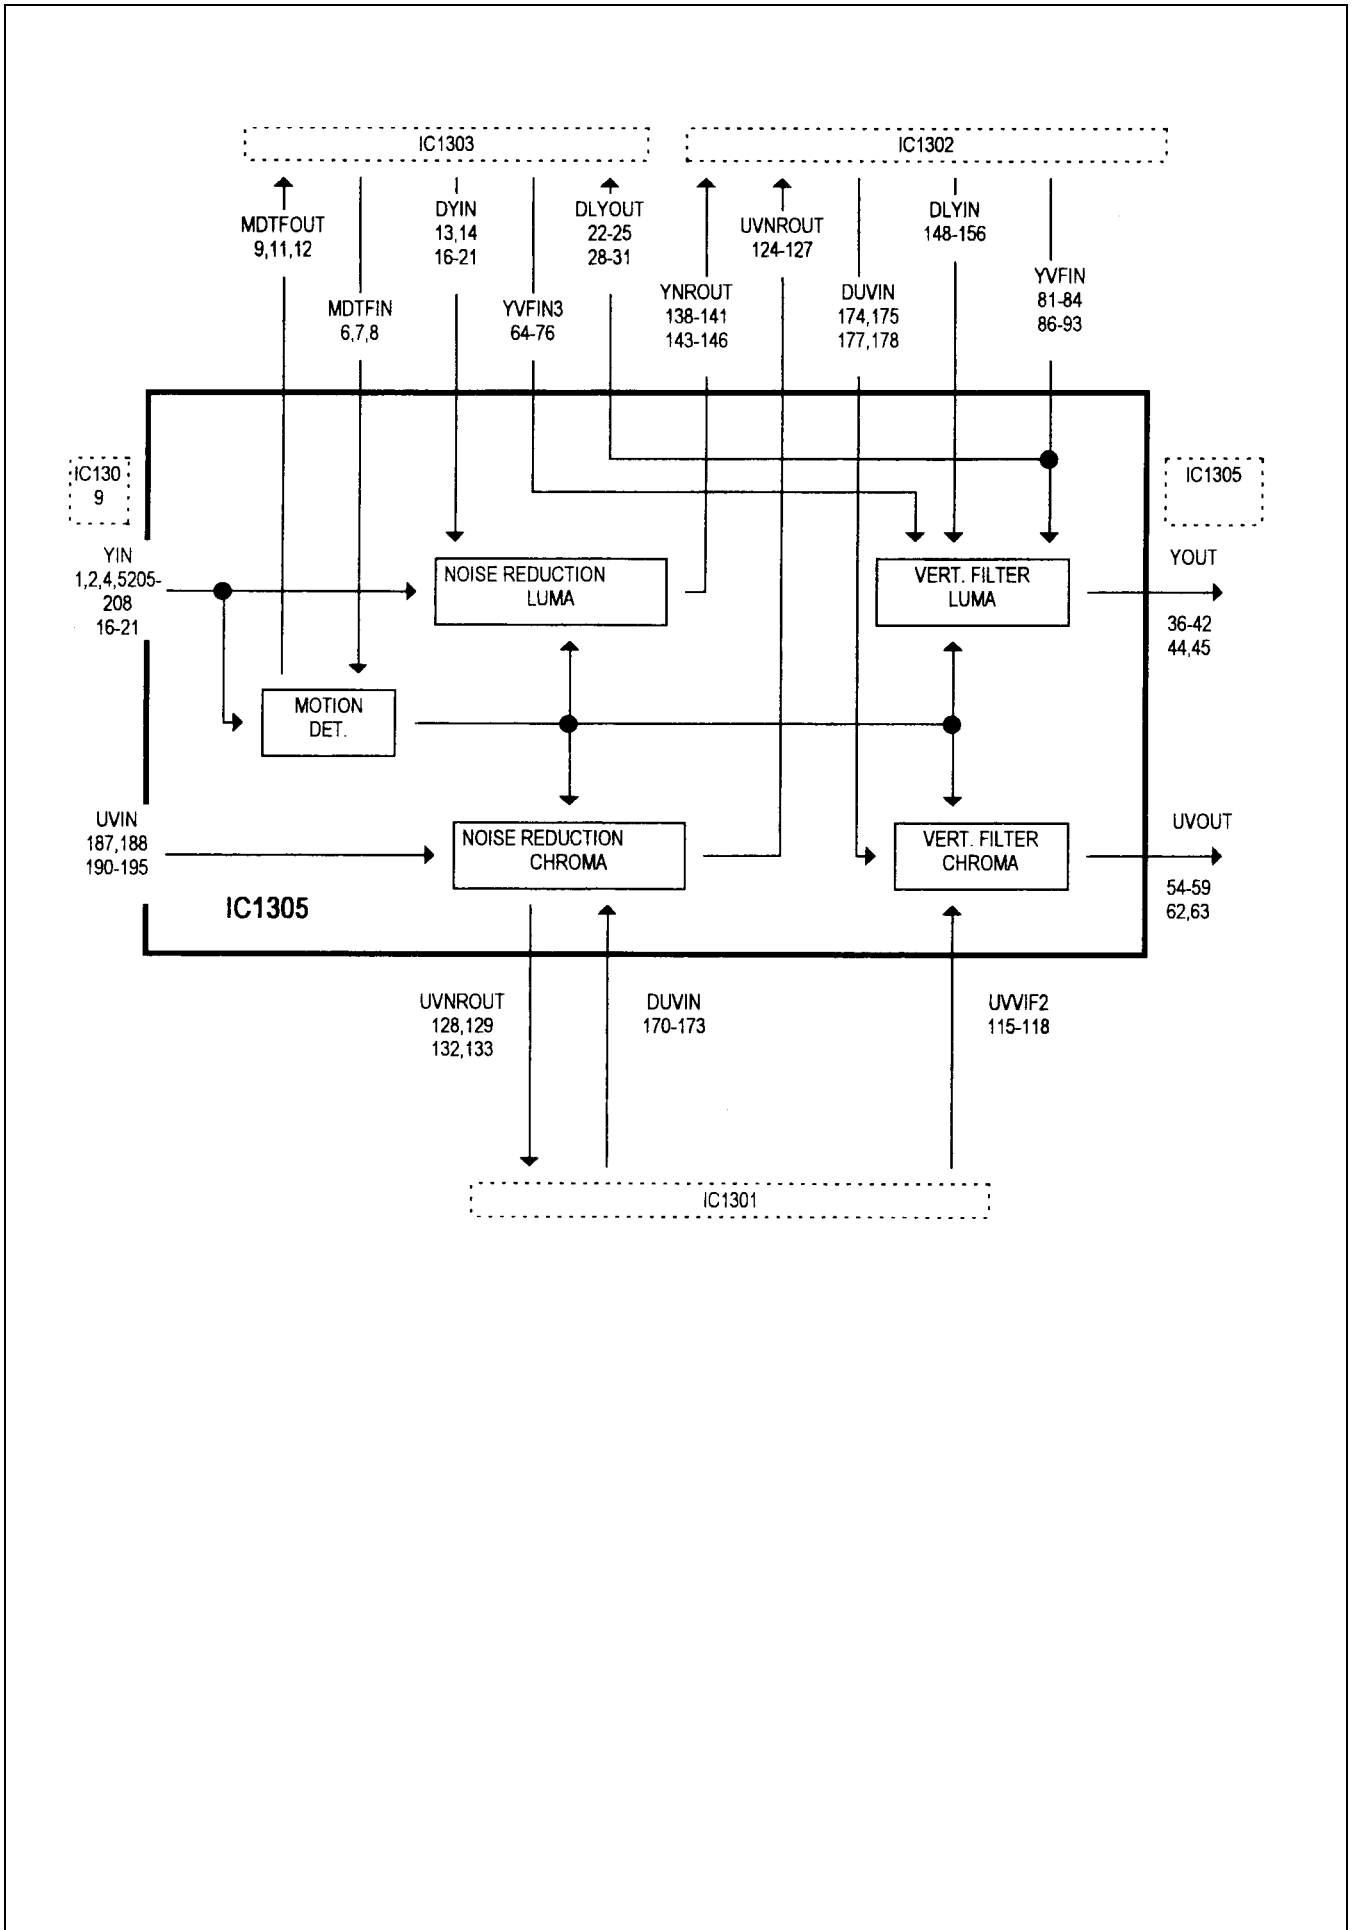 IC1303
IC1302
MDTFOUT
9,11,12
MDTFIN
6,7,8
DYIN
13,14
16-21
YVFIN3
64-76
DLYOUT
22-25
28-31
YNROUT
138-141
143-146
UVNROUT
124-127
DUVIN
174,175
177,178
DLYIN
148-156
YVFIN
81-84
86-93
IC130
9
YIN
1,2,4,5205-
208
16-21
NOISE REDUCTION
LUMA
VERT. FILTER
LUMA
IC1305
YOUT
36-42
44,45
MOTION
DET.
UVIN
187,188
190-195
NOISE REDUCTION
CHROMA
VERT. FILTER
CHROMA
UVOUT
54-59
62,63
IC1305
UVNROUT
128,129
132,133
DUVIN
170-173
UVVIF2
115-118
IC1301